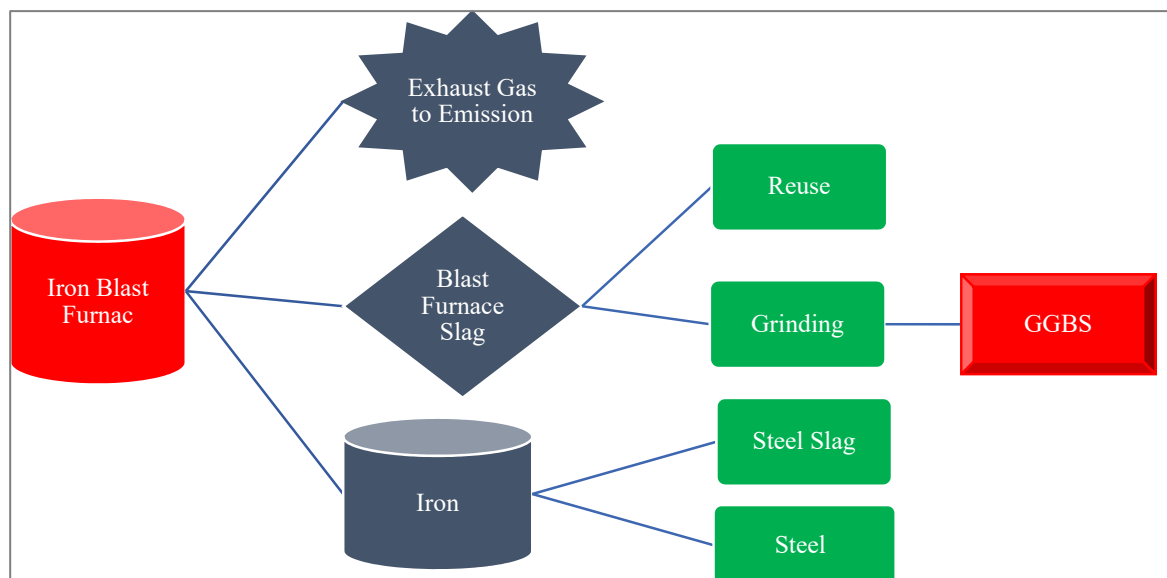 Exhaust Gas
to Emission
Reuse
Iron Blast
Furnac
Blast
Furnace
Slag
Grinding
GGBS
Steel Slag
Iron
Steel